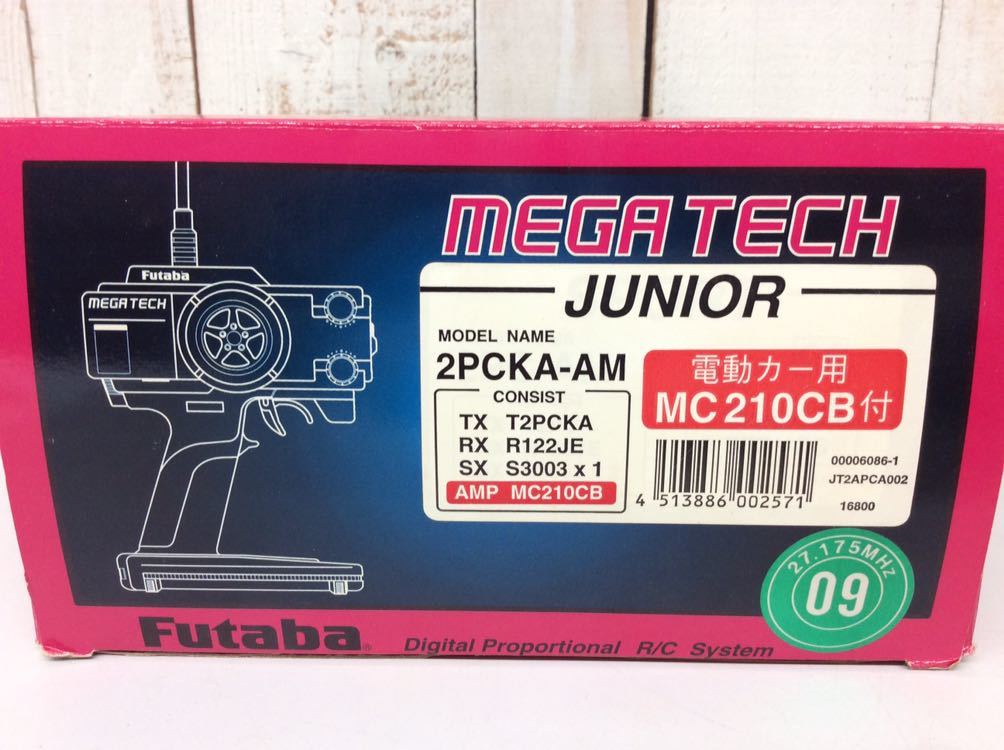 Futaba
MEGATECH
MEGA TECH
JUNIOR
MODEL NAME
2PCKA-AM
CONSIST
TX T2PCKA
RX R122JE
SX S3003 x 1
AMP MC210CB
電動カー用
MC210CB付
4 513886 002571
00006086-1
JT2APCA002
16800
27.175MHz
09
Futaba®
Digital Proportional R/C System